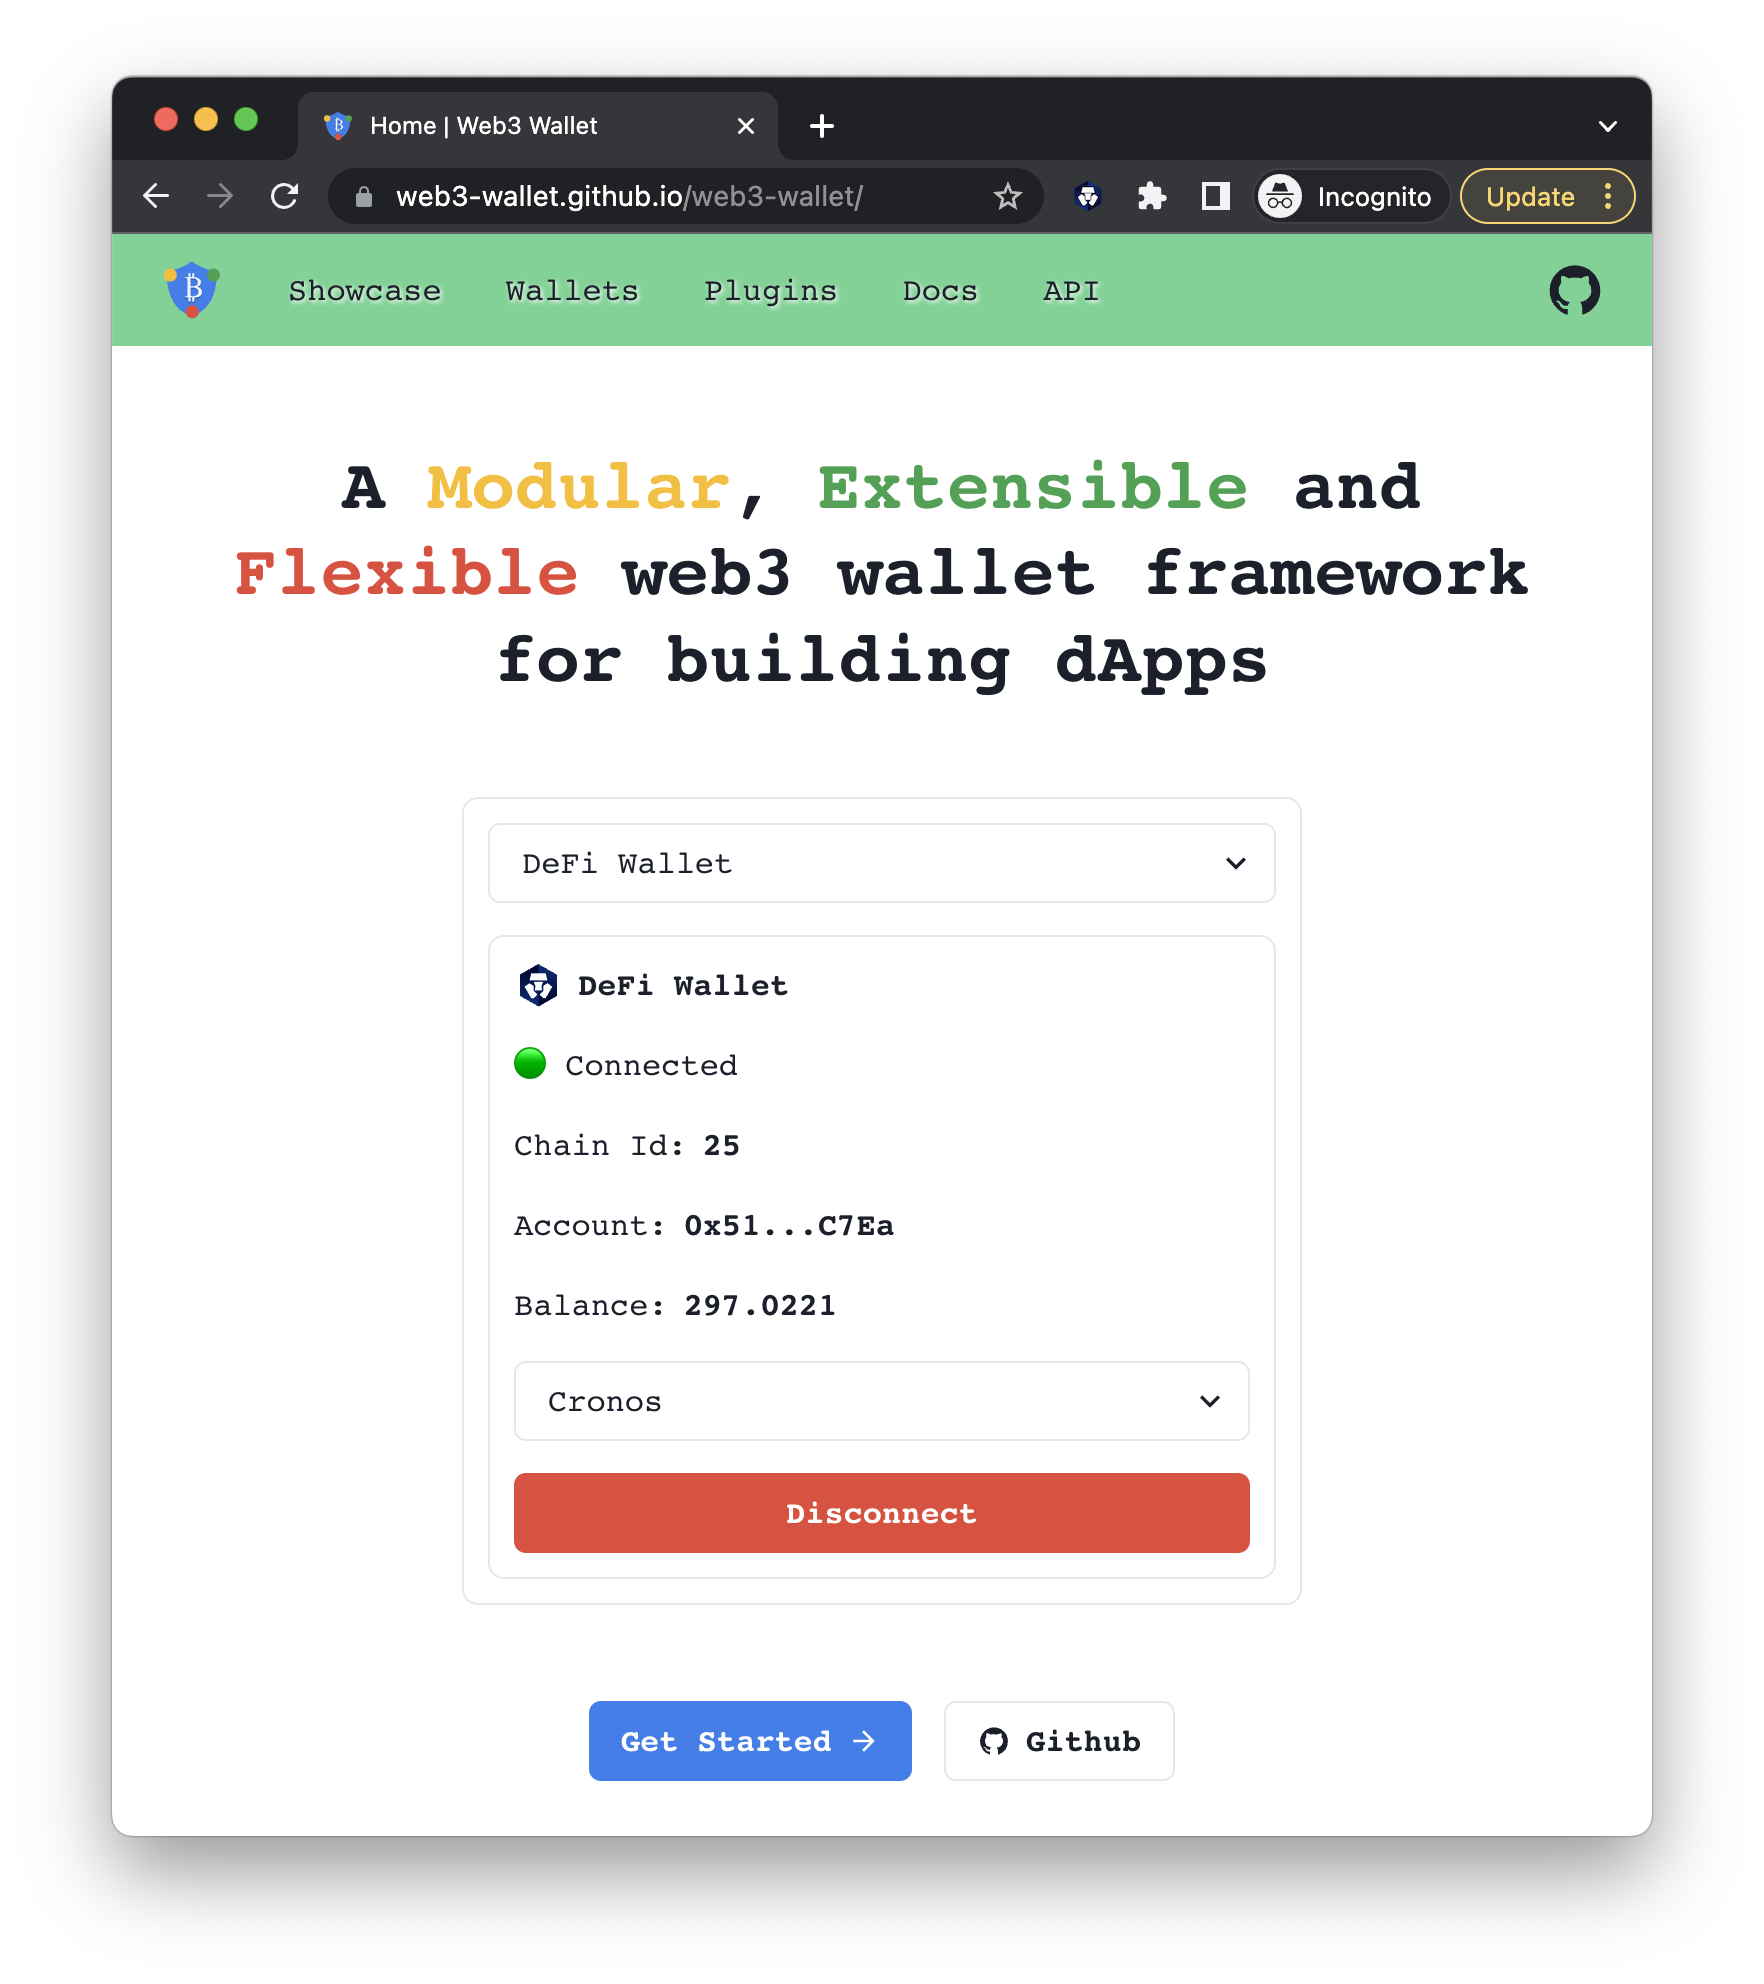 Home | Web3 Wallet
web3-wallet.github.io/web3-wallet/
Incognito
Update
Showcase Wallets Plugins Docs API
A Modular, Extensible and
Flexible web3 wallet framework
for building dApps
DeFi Wallet
DeFi Wallet
Connected
Chain Id: 25
Account: 0x51...C7Ea
Balance: 297.0221
Cronos
Disconnect
Get Started →
Github